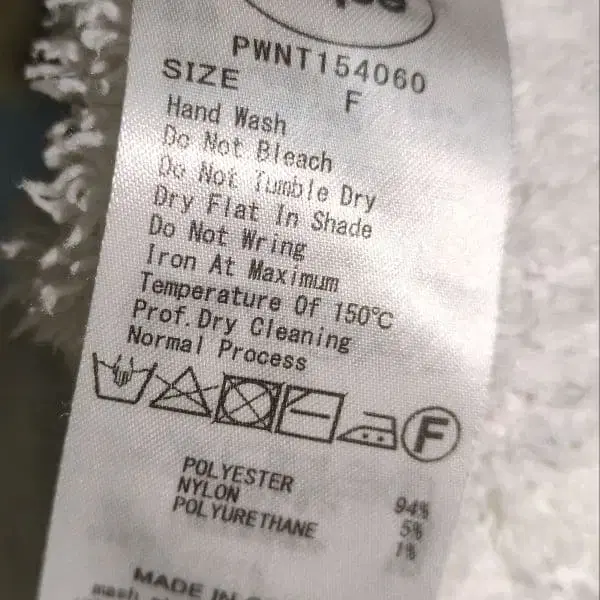 PWNT154060
SIZE F
Hand Wash
Do Not Bleach
Do Not Tumble Dry
Dry Flat In Shade
Do Not Wring
Iron At Maximum
Temperature Of 150℃
Prof.Dry Cleaning
Normal Process
F
POLYESTER 94%
NYLON 5%
POLYURETHANE 1%
MADE IN